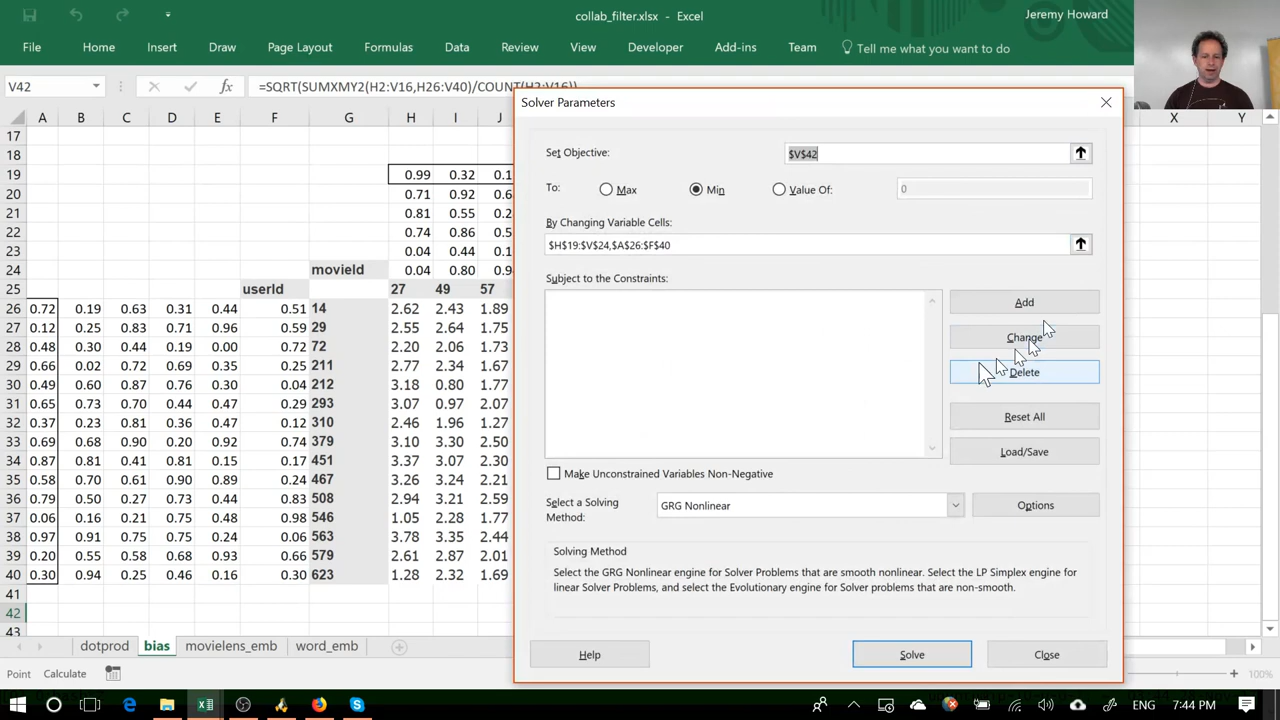 collab_filter.xlsx - Excel
Jeremy Howard
File Home Insert Draw Page Layout Formulas Data Review View Developer Add-ins Team Tell me what you want to do
V42 fx =SQRT(SUMXMY2(H2:V16,H26:V40)/COUNT(H2:V16))
A B C D E F G H I J X Y
17
18
19 0.99 0.32 0.1
20 0.71 0.92 0.6
21 0.81 0.55 0.2
22 0.74 0.86 0.5
23 0.04 0.44 0.1
24 movieId 0.04 0.80 0.9
25 userId 27 49 57
26 0.72 0.19 0.63 0.31 0.44 0.51 14 2.62 2.43 1.89
27 0.12 0.25 0.83 0.71 0.96 0.59 29 2.55 2.64 1.75
28 0.48 0.30 0.44 0.19 0.00 0.72 72 2.20 2.06 1.73
29 0.66 0.02 0.72 0.69 0.35 0.25 211 2.77 2.34 1.67
30 0.49 0.60 0.87 0.76 0.30 0.04 212 3.18 0.80 1.77
31 0.65 0.73 0.70 0.44 0.47 0.29 293 3.07 0.97 2.07
32 0.37 0.23 0.81 0.36 0.47 0.12 310 2.46 1.96 1.27
33 0.69 0.68 0.90 0.20 0.92 0.74 379 3.10 3.30 2.50
34 0.87 0.81 0.41 0.81 0.15 0.17 451 3.37 3.07 2.30
35 0.58 0.70 0.61 0.90 0.89 0.24 467 3.26 3.24 2.21
36 0.79 0.50 0.27 0.73 0.44 0.83 508 2.94 3.21 2.59
37 0.06 0.16 0.21 0.75 0.48 0.98 546 1.05 2.28 1.77
38 0.97 0.91 0.75 0.75 0.24 0.06 563 3.78 3.35 2.44
39 0.20 0.55 0.58 0.68 0.93 0.66 579 2.61 2.87 2.01
40 0.30 0.94 0.25 0.46 0.16 0.30 623 1.28 2.32 1.69
41
42
43
Solver Parameters
Set Objective: $V$42
To: Max Min Value Of: 0
By Changing Variable Cells:
$H$19:$V$24,$A$26:$F$40
Subject to the Constraints:
Add
Change
Delete
Reset All
Load/Save
Make Unconstrained Variables Non-Negative
Select a Solving
Method:
GRG Nonlinear
Options
Solving Method
Select the GRG Nonlinear engine for Solver Problems that are smooth nonlinear. Select the LP Simplex engine for
linear Solver Problems, and select the Evolutionary engine for Solver problems that are non-smooth.
Help Solve Close
dotprod bias movielens_emb word_emb
Point Calculate 100%
ENG 7:44 PM